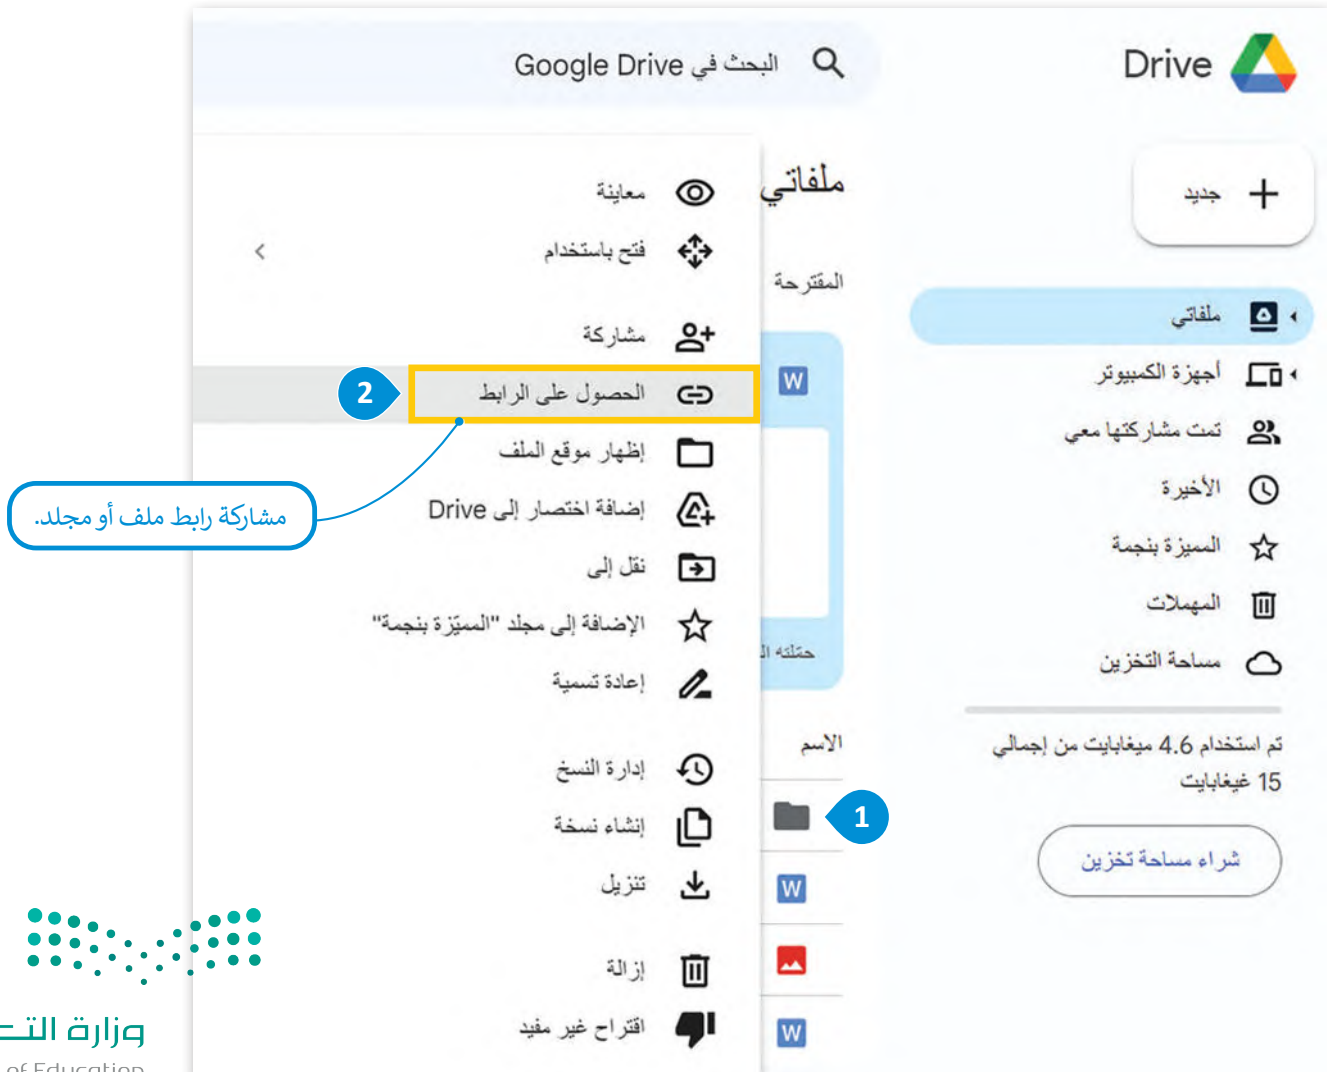 Drive
البحث في Google Drive
جديد
ملفاتي
أجهزة الكمبيوتر
تمت مشاركتها معي
الأخيرة
المميزة بنجمة
المهملات
مساحة التخزين
تم استخدام 4.6 ميغابايت من إجمالي
15 غيغابايت
شراء مساحة تخزين
ملفاتي
المقترحة
W
حمّلته
الاسم
1
W
W
معاينة
فتح باستخدام
مشاركة
الحصول على الرابط
2
إظهار موقع الملف
إضافة اختصار إلى Drive
نقل إلى
الإضافة إلى مجلد "المميّزة بنجمة"
إعادة تسمية
إدارة النسخ
إنشاء نسخة
تنزيل
إزالة
اقتراح غير مفيد
مشاركة رابط ملف أو مجلد.
وزارة
of Education